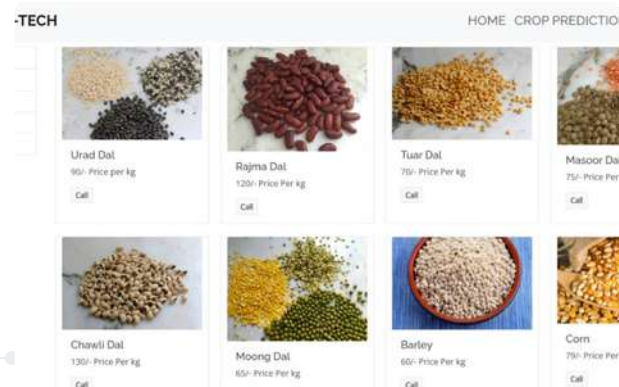 -TECH
HOME CROP PREDICTIO
Urad Dal
90/- Price per kg
Call
Rajma Dal
120/- Price Per kg
Call
Tuar Dal
70/- Price Per kg
Call
Masoor Dal
75/- Price Per
Call
Chawli Dal
130/- Price Per kg
Call
Moong Dal
65/- Price Per kg
Barley
60/- Price Per kg
Call
Corn
79/- Price Per
Call